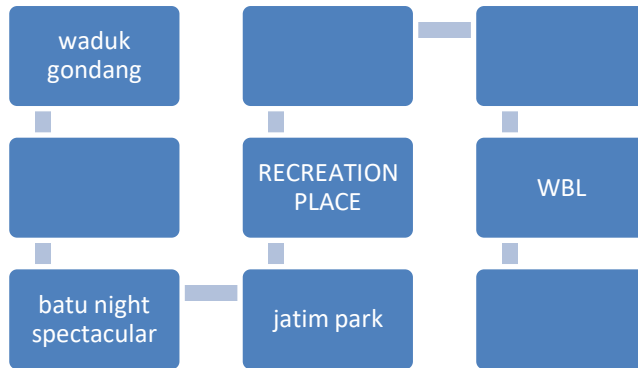 waduk
gondang
RECREATION
PLACE
WBL
batu night
spectacular
jatim park